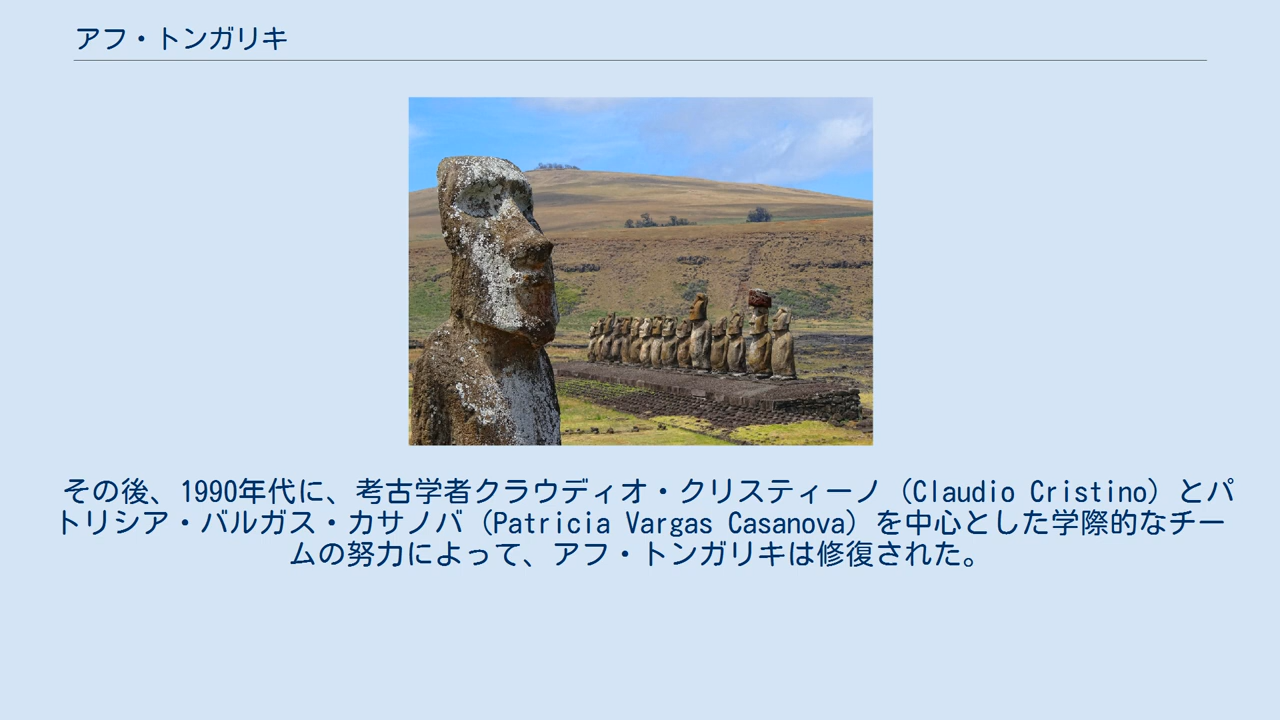 アフ・トンガリキ
その後、1990年代に、考古学者クラウディオ・クリスティーノ（Claudio Cristino）とパ
トリシア・バルガス・カサノバ（Patricia Vargas Casanova）を中心とした学際的なチー
ムの努力によって、アフ・トンガリキは修復された。